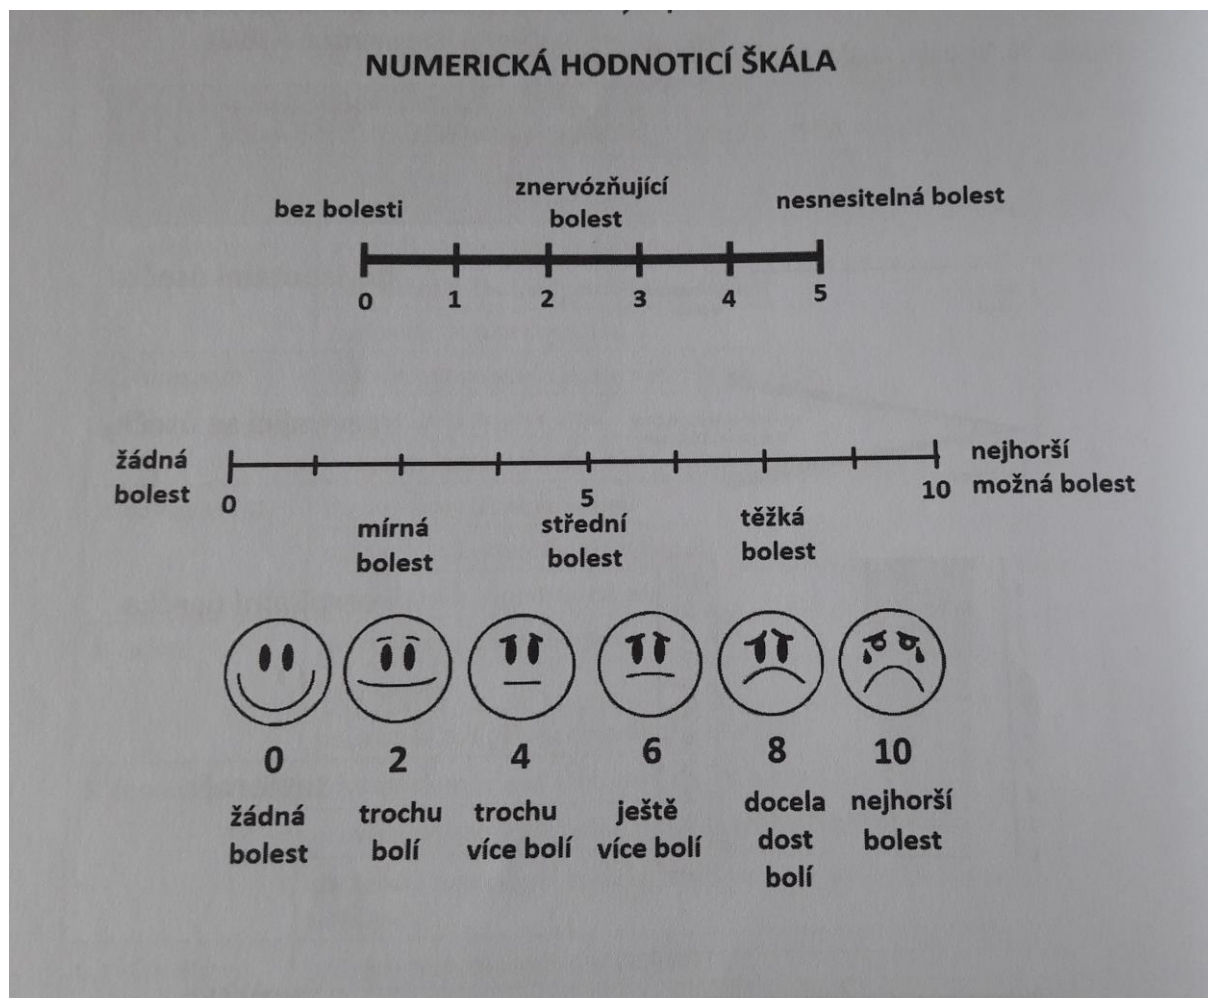 NUMERICKÁ HODNOTICÍ ŠKÁLA
bez bolesti
znervózňující
bolest
nesnesitelná bolest
0 1 2 3 4 5
žádná
bolest
nejhorší
možná bolest
0 5 10
mírná
bolest
střední
bolest
těžká
bolest
0 2 4 6 8 10
žádná
bolest
trochu
bolí
trochu
více bolí
ještě
více bolí
docela
dost
bolí
nejhorší
bolest